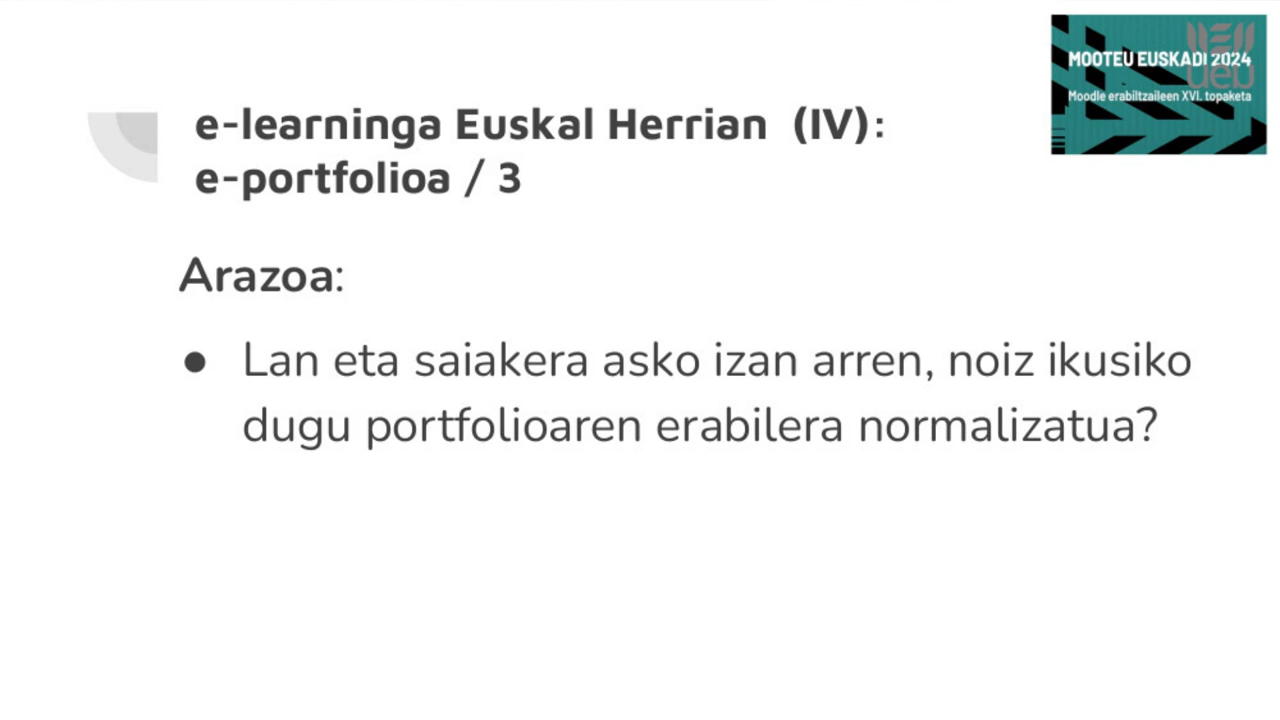 MOOTEU EUSKADI 2024
Moodle erabiltzaileen XVI. topaketa
ueu
e-learninga Euskal Herrian (IV):
e-portfolioa / 3
Arazoa:
● Lan eta saiakera asko izan arren, noiz ikusiko
dugu portfolioaren erabilera normalizatua?